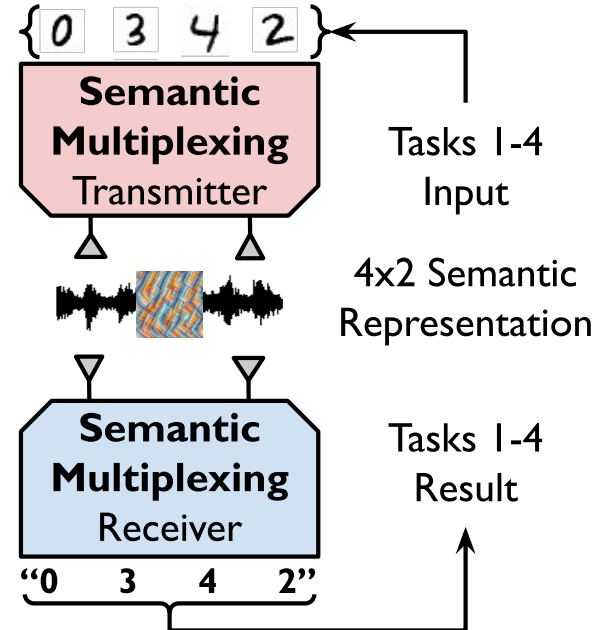 0 3 4 2
Semantic
Multiplexing
Transmitter
Tasks 1-4
Input
4x2 Semantic
Representation
Semantic
Multiplexing
Receiver
Tasks 1-4
Result
“0 3 4 2”